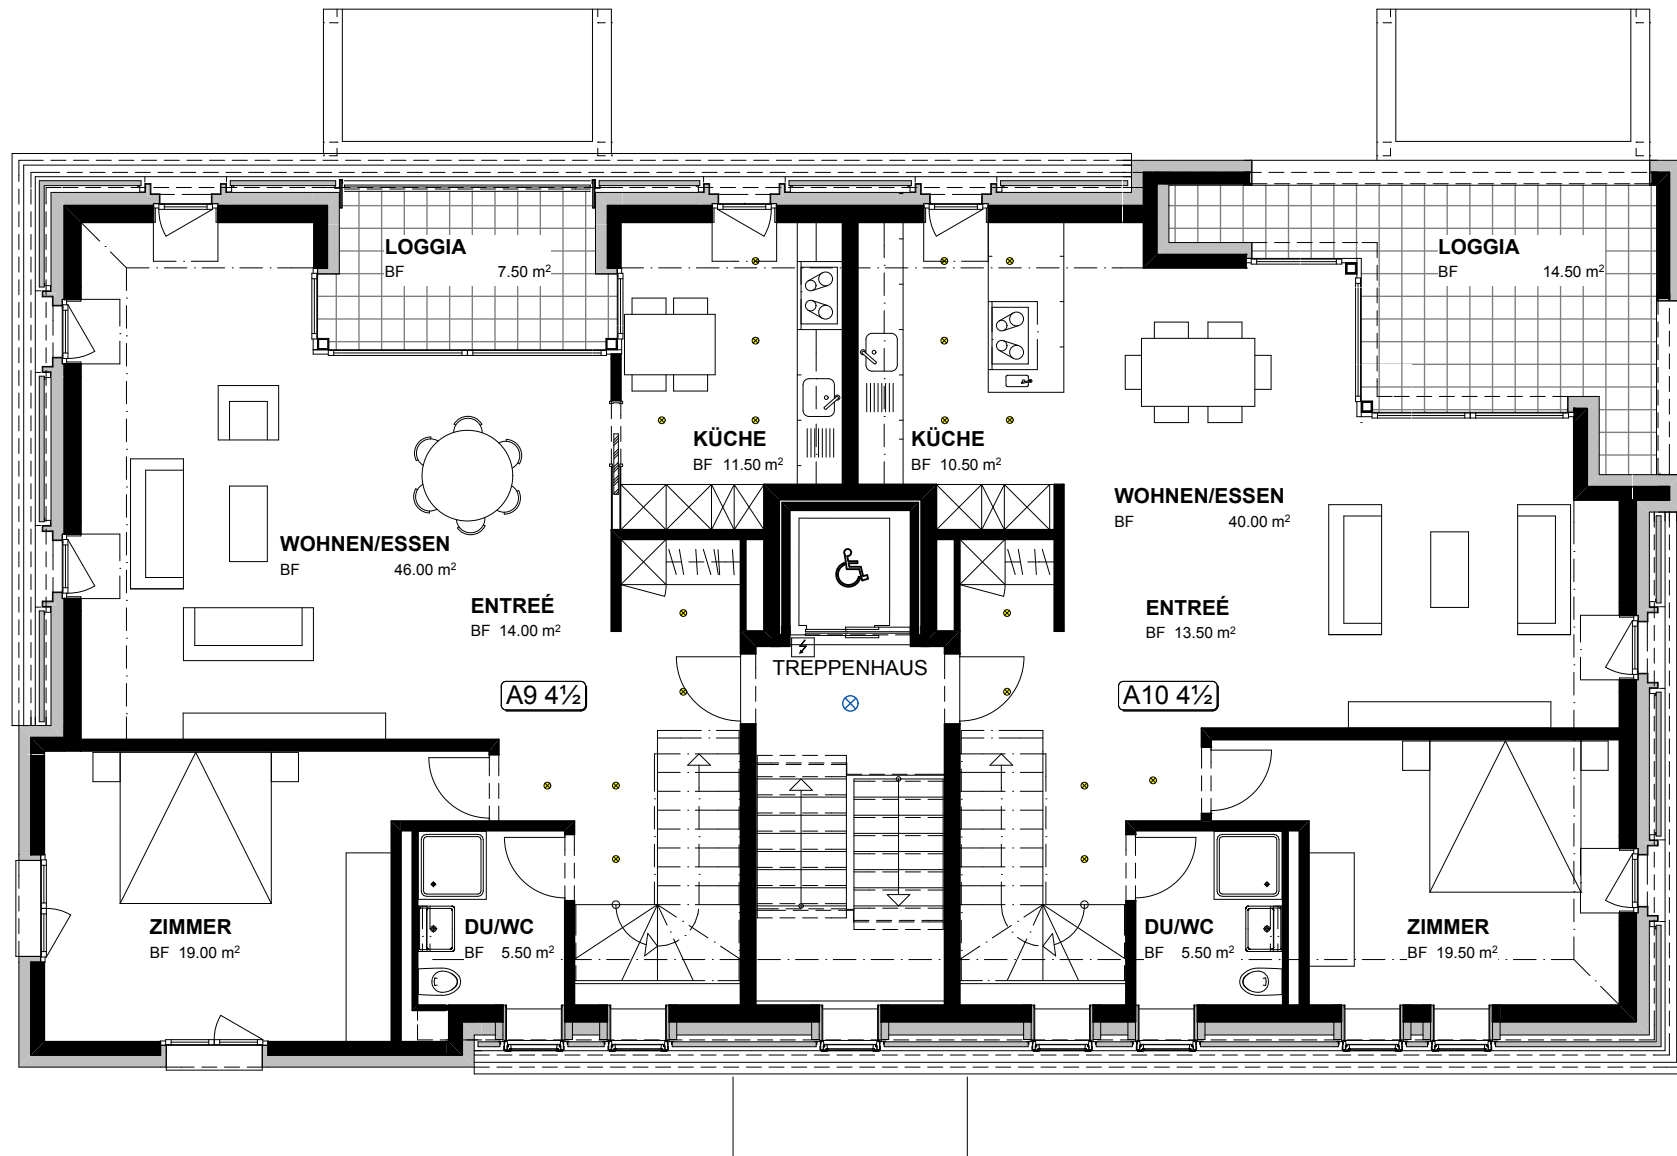 LOGGIA
BF 7.50 m²
LOGGIA
BF 14.50 m²
KÜCHE
BF 11.50 m²
KÜCHE
BF 10.50 m²
WOHNEN/ESSEN
BF 46.00 m²
WOHNEN/ESSEN
BF 40.00 m²
ENTREÉ
BF 14.00 m²
ENTREÉ
BF 13.50 m²
TREPPENHAUS
A9 4½
A10 4½
ZIMMER
BF 19.00 m²
DU/WC
BF 5.50 m²
DU/WC
BF 5.50 m²
ZIMMER
BF 19.50 m²